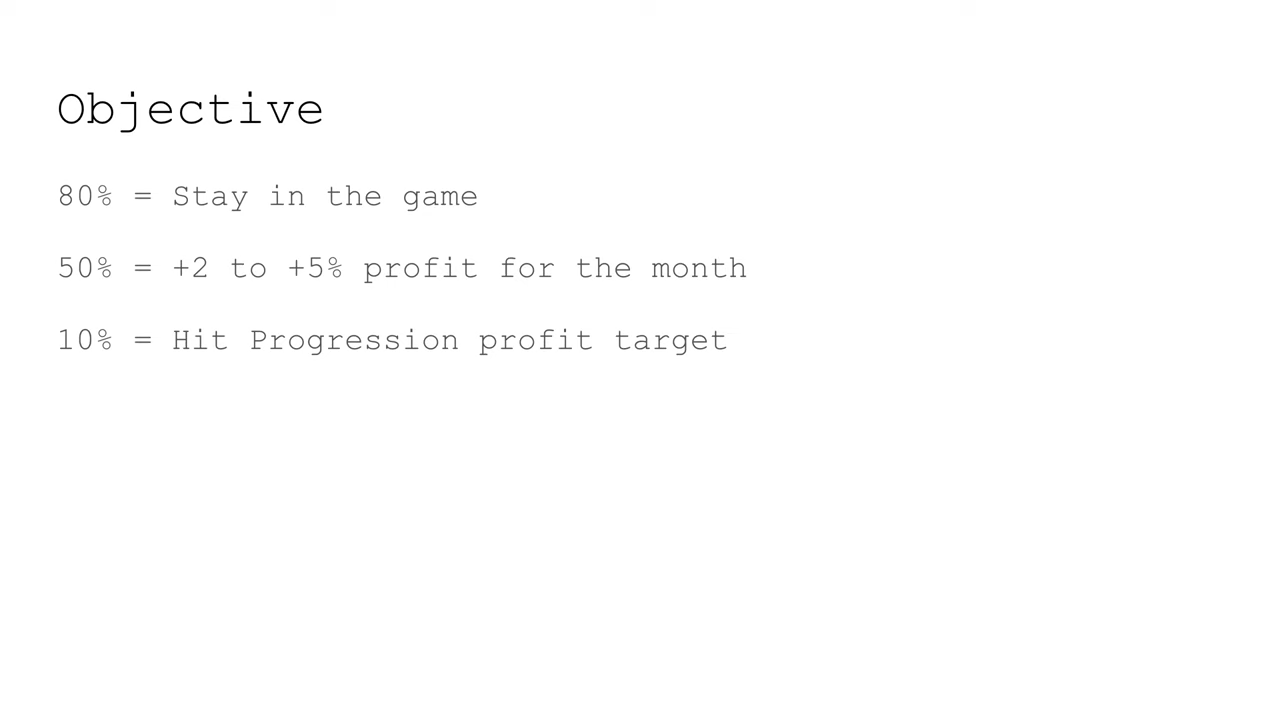 Objective
80% = Stay in the game
50% = +2 to +5% profit for the month
10% = Hit Progression profit target